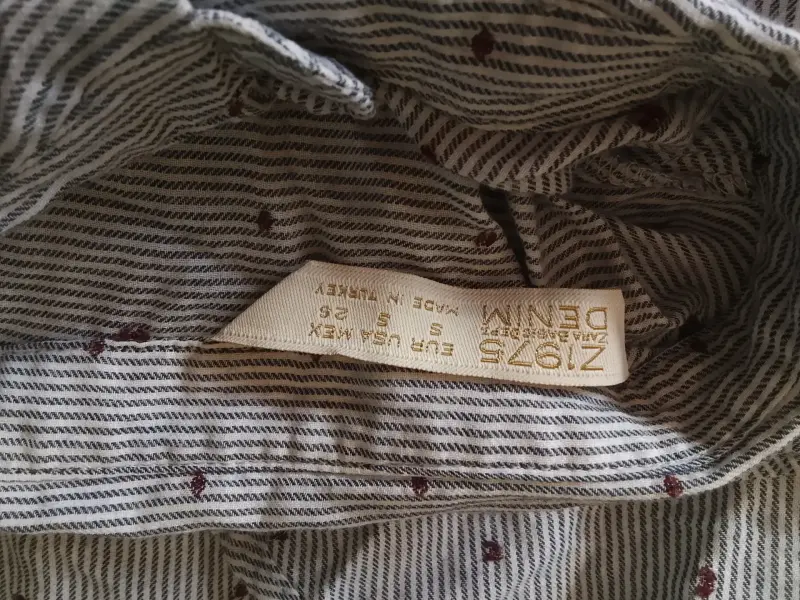 Z1975
ZARA BASIC DEPT.
DENIM
EUR USA MEX
S S 26
MADE IN TURKEY